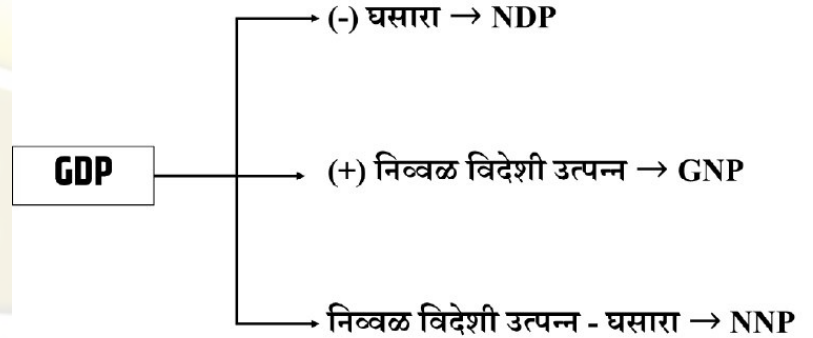 (-) घसारा → NDP
GDP
(+) निव्वळ विदेशी उत्पन्न → GNP
निव्वळ विदेशी उत्पन्न - घसारा → NNP